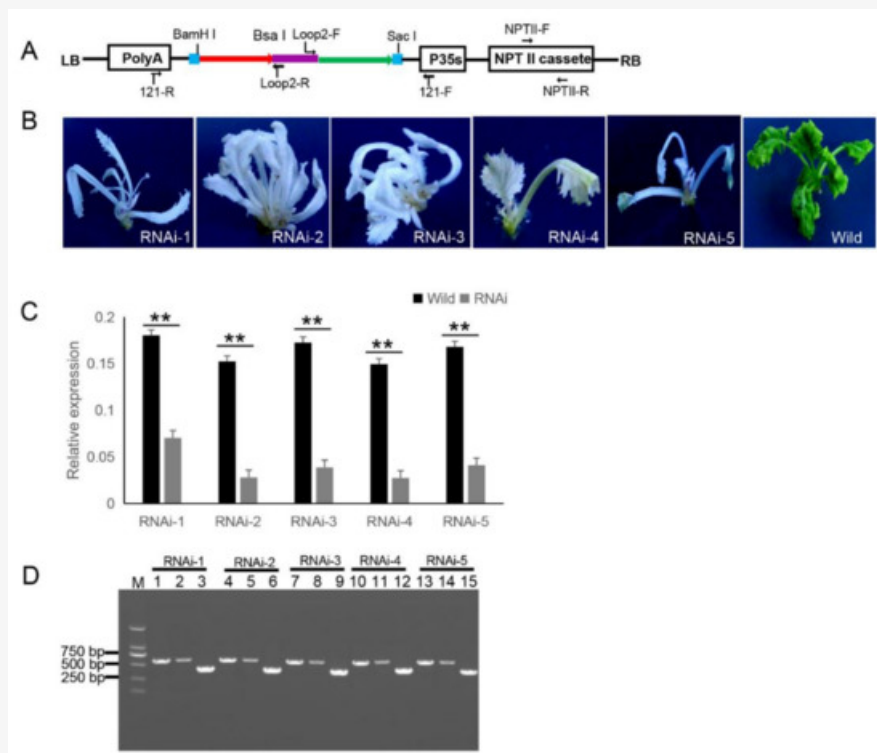 A
BamH I
Bsa I
Loop2-F
Sac I
NPTII-F
LB
PolyA
P35s
NPT II cassete
RB
121-R
Loop2-R
121-F
NPTII-R
B
RNAi-1
RNAi-2
RNAi-3
RNAi-4
RNAi-5
Wild
C
Wild
RNAi
Relative expression
0.2
0.15
0.1
0.05
0
**
**
**
**
**
RNAi-1
RNAi-2
RNAi-3
RNAi-4
RNAi-5
D
RNAi-1
RNAi-2
RNAi-3
RNAi-4
RNAi-5
M 1 2 3 4 5 6 7 8 9 10 11 12 13 14 15
750 bp
500 bp
250 bp